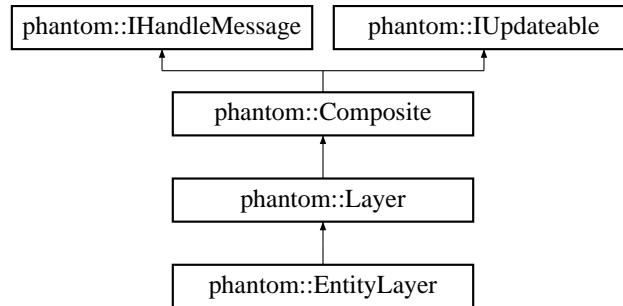 phantom::IHandleMessage
phantom::IUpdateable
phantom::Composite
phantom::Layer
phantom::EntityLayer